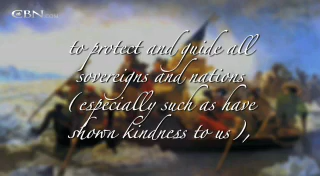 CBN
to protect and guide all
sovereigns and nations
(especially such as have
shown kindness to us),